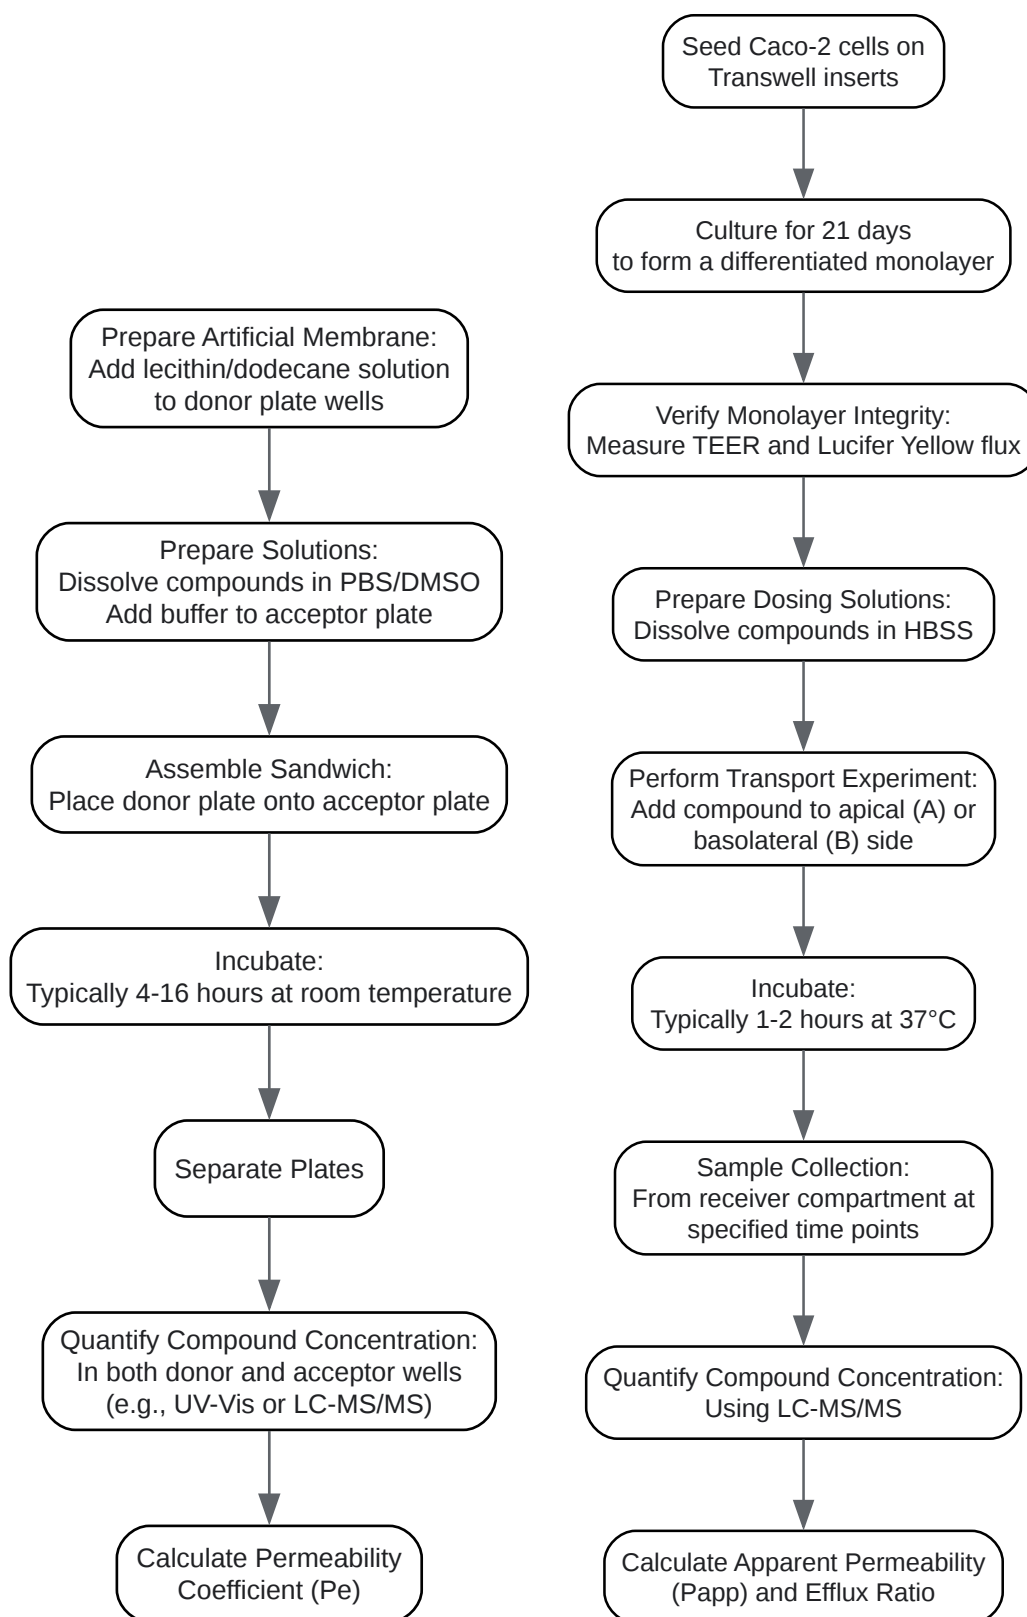 Prepare Artificial Membrane:
Add lecithin/dodecane solution
to donor plate wells
Prepare Solutions:
Dissolve compounds in PBS/DMSO
Add buffer to acceptor plate
Assemble Sandwich:
Place donor plate onto acceptor plate
Incubate:
Typically 4-16 hours at room temperature
Separate Plates
Quantify Compound Concentration:
In both donor and acceptor wells
(e.g., UV-Vis or LC-MS/MS)
Calculate Permeability
Coefficient (Pe)
Seed Caco-2 cells on
Transwell inserts
Culture for 21 days
to form a differentiated monolayer
Verify Monolayer Integrity:
Measure TEER and Lucifer Yellow flux
Prepare Dosing Solutions:
Dissolve compounds in HBSS
Perform Transport Experiment:
Add compound to apical (A) or
basolateral (B) side
Incubate:
Typically 1-2 hours at 37°C
Sample Collection:
From receiver compartment at
specified time points
Quantify Compound Concentration:
Using LC-MS/MS
Calculate Apparent Permeability
(Papp) and Efflux Ratio